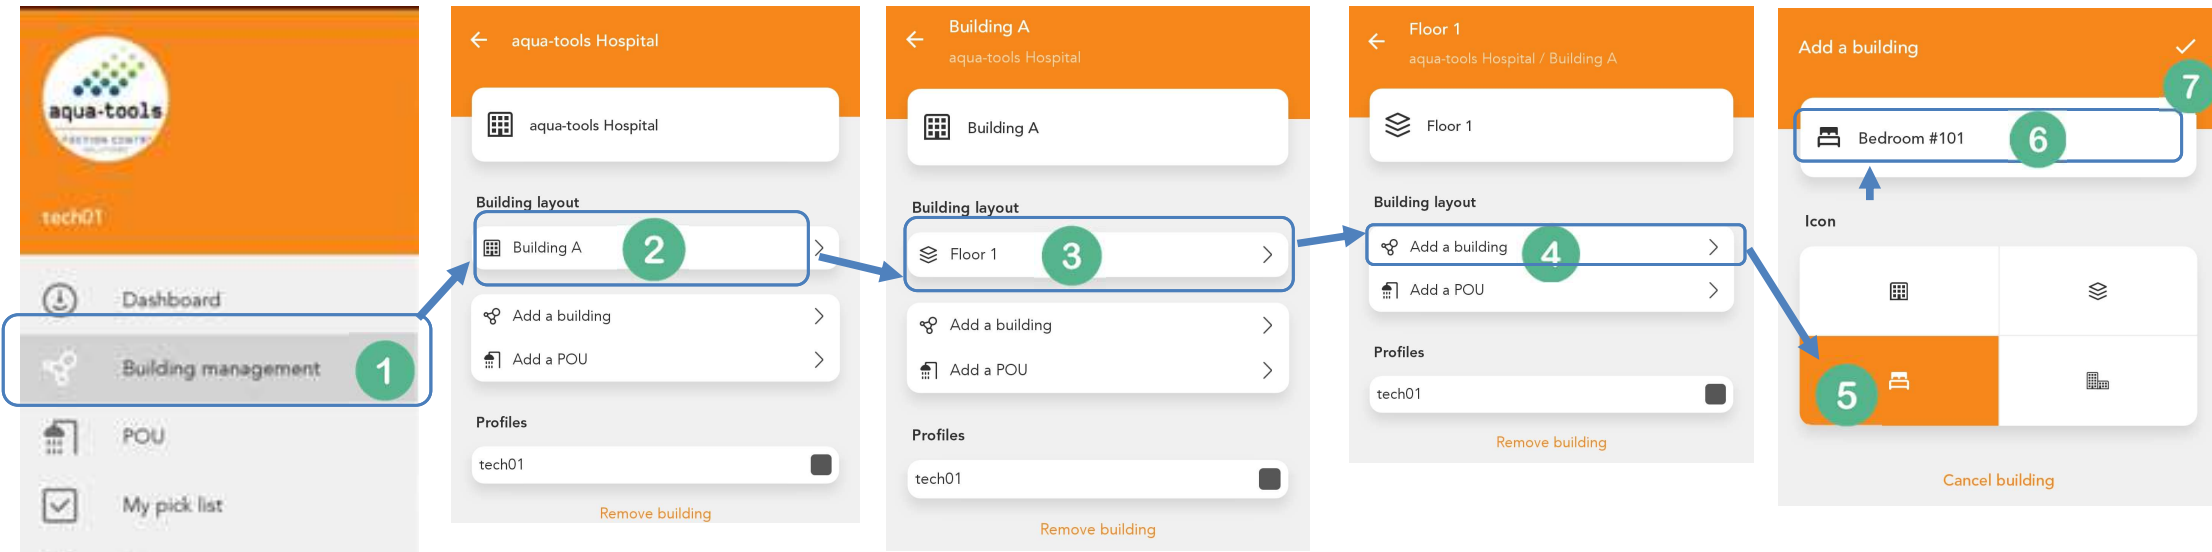 aqua-tools
tech01
Dashboard
Building management
1
POU
My pick list
aqua-tools Hospital
aqua-tools Hospital
Building layout
Building A
2
Add a building
Add a POU
Profiles
tech01
Remove building
Building A
aqua-tools Hospital
Building A
Building layout
Floor 1
3
Add a building
Add a POU
Profiles
tech01
Remove building
Floor 1
aqua-tools Hospital / Building A
Floor 1
Building layout
Add a building
4
Add a POU
Profiles
tech01
Remove building
Add a building
7
Bedroom #101
6
Icon
5
Cancel building